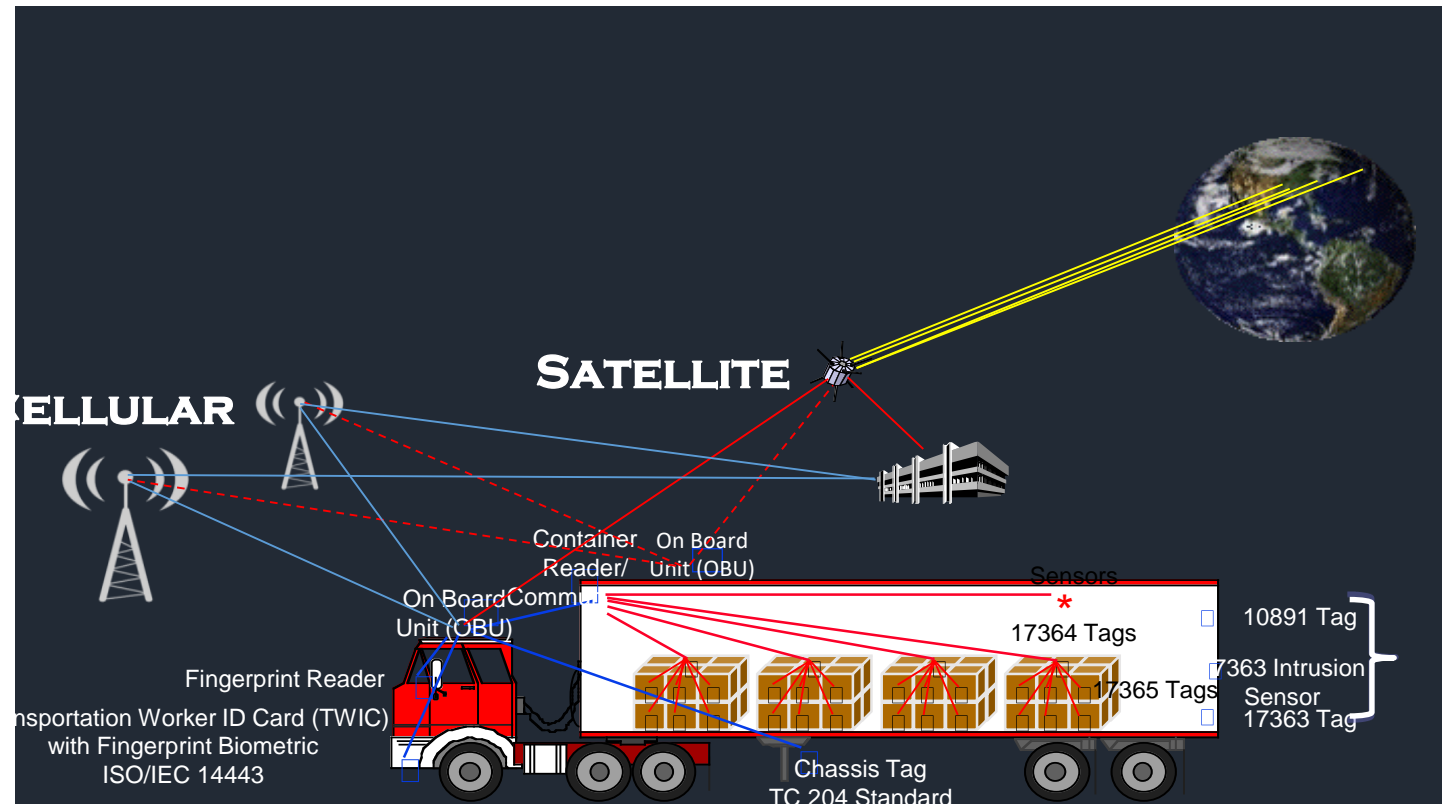 SATELLITE
ELLULAR
Container
Reader/
On Board
Unit (OBU)
Sensors
On Board
Unit (OBU)
17364 Tags
10891 Tag
Fingerprint Reader
17365 Tags
7363 Intrusion
Sensor
17363 Tag
nsportation Worker ID Card (TWIC)
with Fingerprint Biometric
ISO/IEC 14443
Chassis Tag
TC 204 Standard